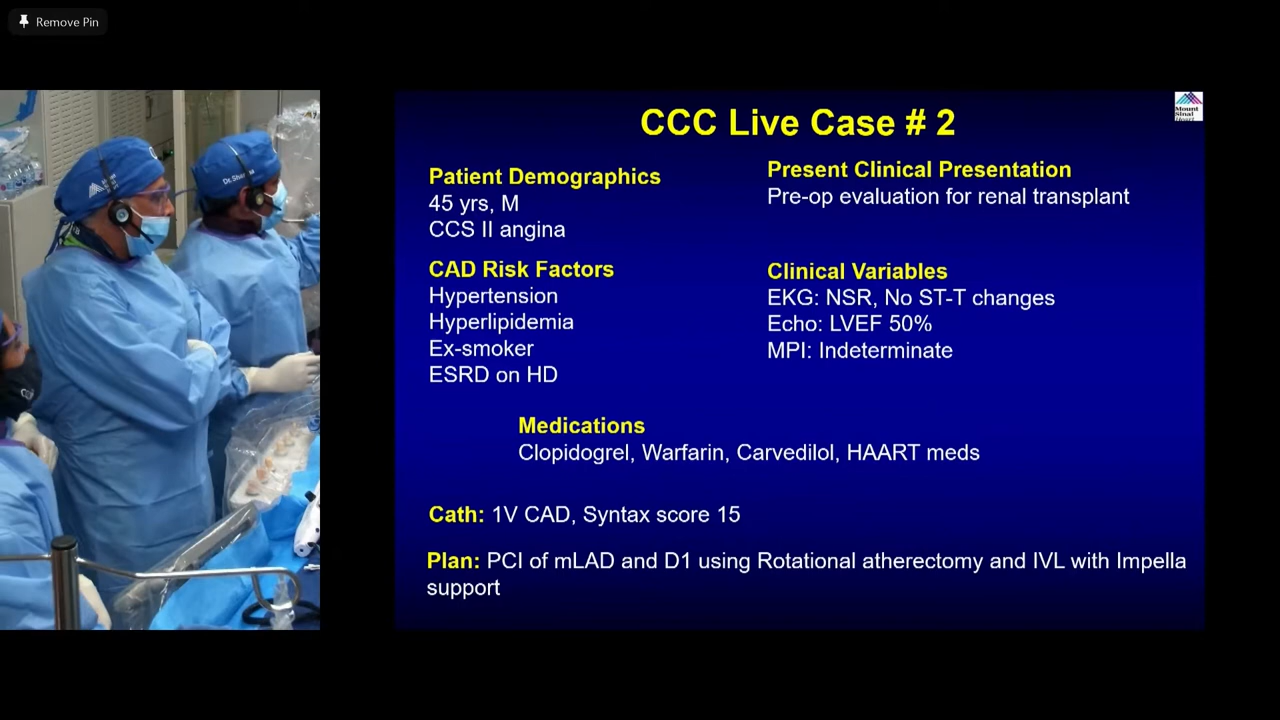 Remove Pin
CCC Live Case # 2
Mount
Sinai
Heart
Patient Demographics
45 yrs, M
CCS II angina
CAD Risk Factors
Hypertension
Hyperlipidemia
Ex-smoker
ESRD on HD
Present Clinical Presentation
Pre-op evaluation for renal transplant
Clinical Variables
EKG: NSR, No ST-T changes
Echo: LVEF 50%
MPI: Indeterminate
Medications
Clopidogrel, Warfarin, Carvedilol, HAART meds
Cath: 1V CAD, Syntax score 15
Plan: PCI of mLAD and D1 using Rotational atherectomy and IVL with Impella
support